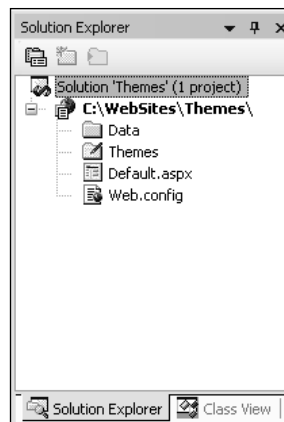 Solution Explorer
Solution 'Themes' (1 project)
C:\WebSites\Themes\
Data
Themes
Default.aspx
Web.config
Solution Explorer
Class View